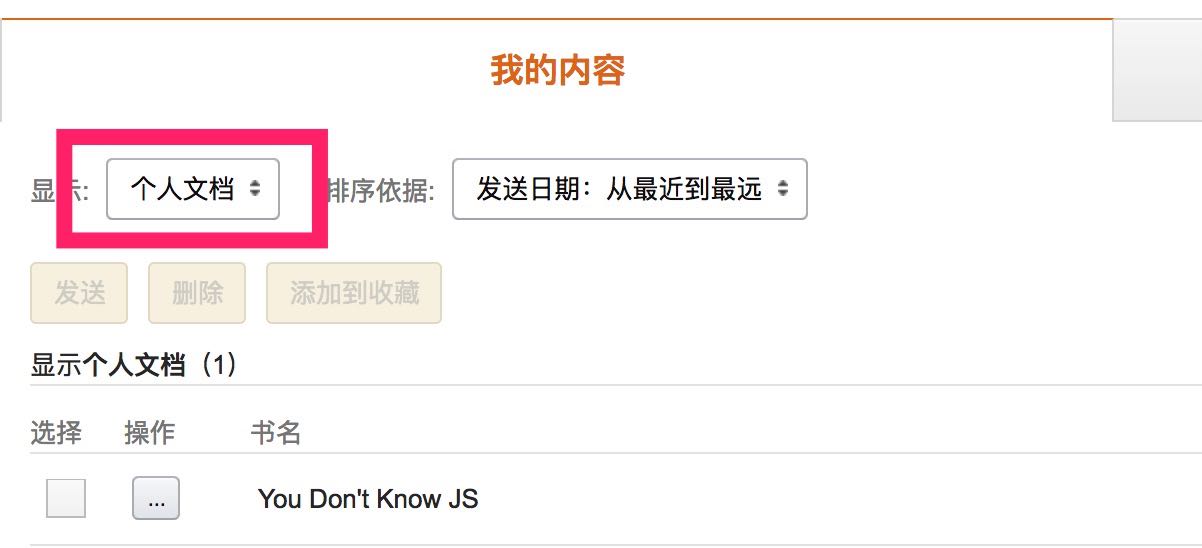 我的内容
显示: 个人文档 排序依据: 发送日期：从最近到最远
发送 删除 添加到收藏
显示个人文档（1）
选择 操作 书名
... You Don't Know JS